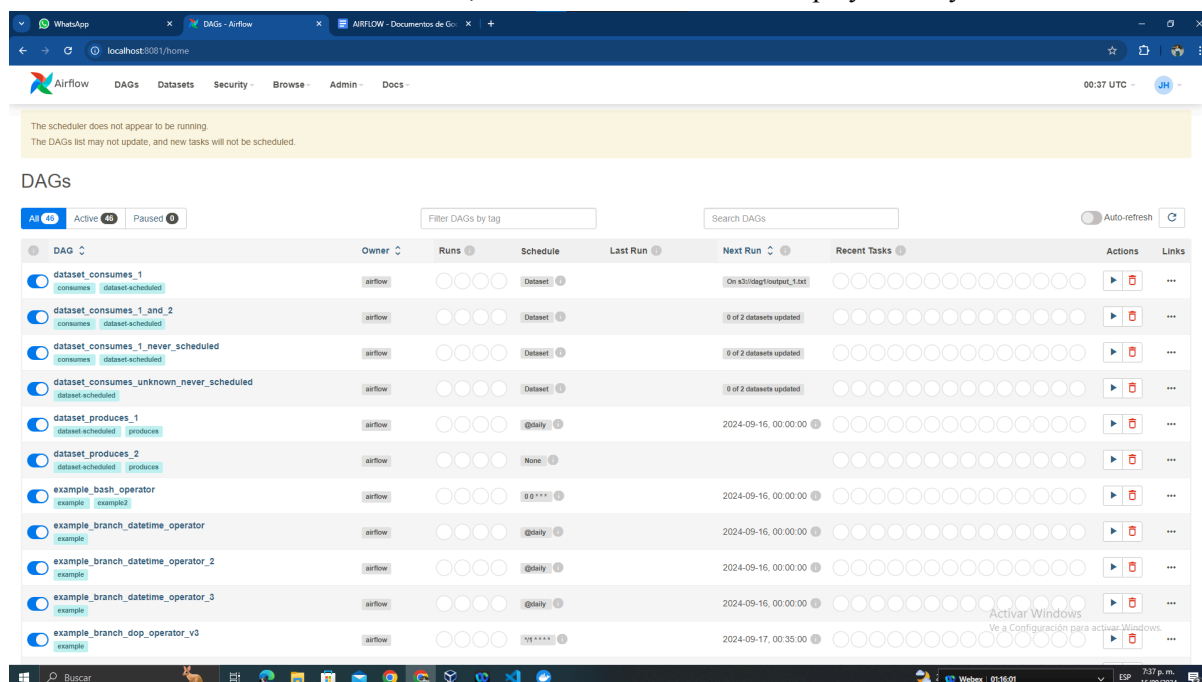 WhatsApp
DAGs - Airflow
AIRFLOW - Documentos de Go
localhost:8081/home
Airflow DAGs Datasets Security Browse Admin Docs 00:37 UTC JH
The scheduler does not appear to be running.
The DAGs list may not update, and new tasks will not be scheduled.
DAGs
All 46 Active 46 Paused 0 Filter DAGs by tag Search DAGs Auto-refresh
DAG Owner Runs Schedule Last Run Next Run Recent Tasks Actions Links
dataset_consumes_1
consumes dataset-scheduled airflow Dataset On s3://dag1/output_1.txt
dataset_consumes_1_and_2
consumes dataset-scheduled airflow Dataset 0 of 2 datasets updated
dataset_consumes_1_never_scheduled
consumes dataset-scheduled airflow Dataset 0 of 2 datasets updated
dataset_consumes_unknown_never_scheduled
dataset-scheduled airflow Dataset 0 of 2 datasets updated
dataset_produces_1
dataset-scheduled produces airflow @daily 2024-09-16, 00:00:00
dataset_produces_2
dataset-scheduled produces airflow None
example_bash_operator
example example2 airflow 0 0 * * * 2024-09-16, 00:00:00
example_branch_datetime_operator
example airflow @daily 2024-09-16, 00:00:00
example_branch_datetime_operator_2
example airflow @daily 2024-09-16, 00:00:00
example_branch_datetime_operator_3
example airflow @daily 2024-09-16, 00:00:00
example_branch_dop_operator_v3
example airflow */1 * * * * 2024-09-17, 00:35:00
Activar Windows
Ve a Configuración para activar Windows.
Buscar Webex 01:16:01 ESP 7:37 p. m.